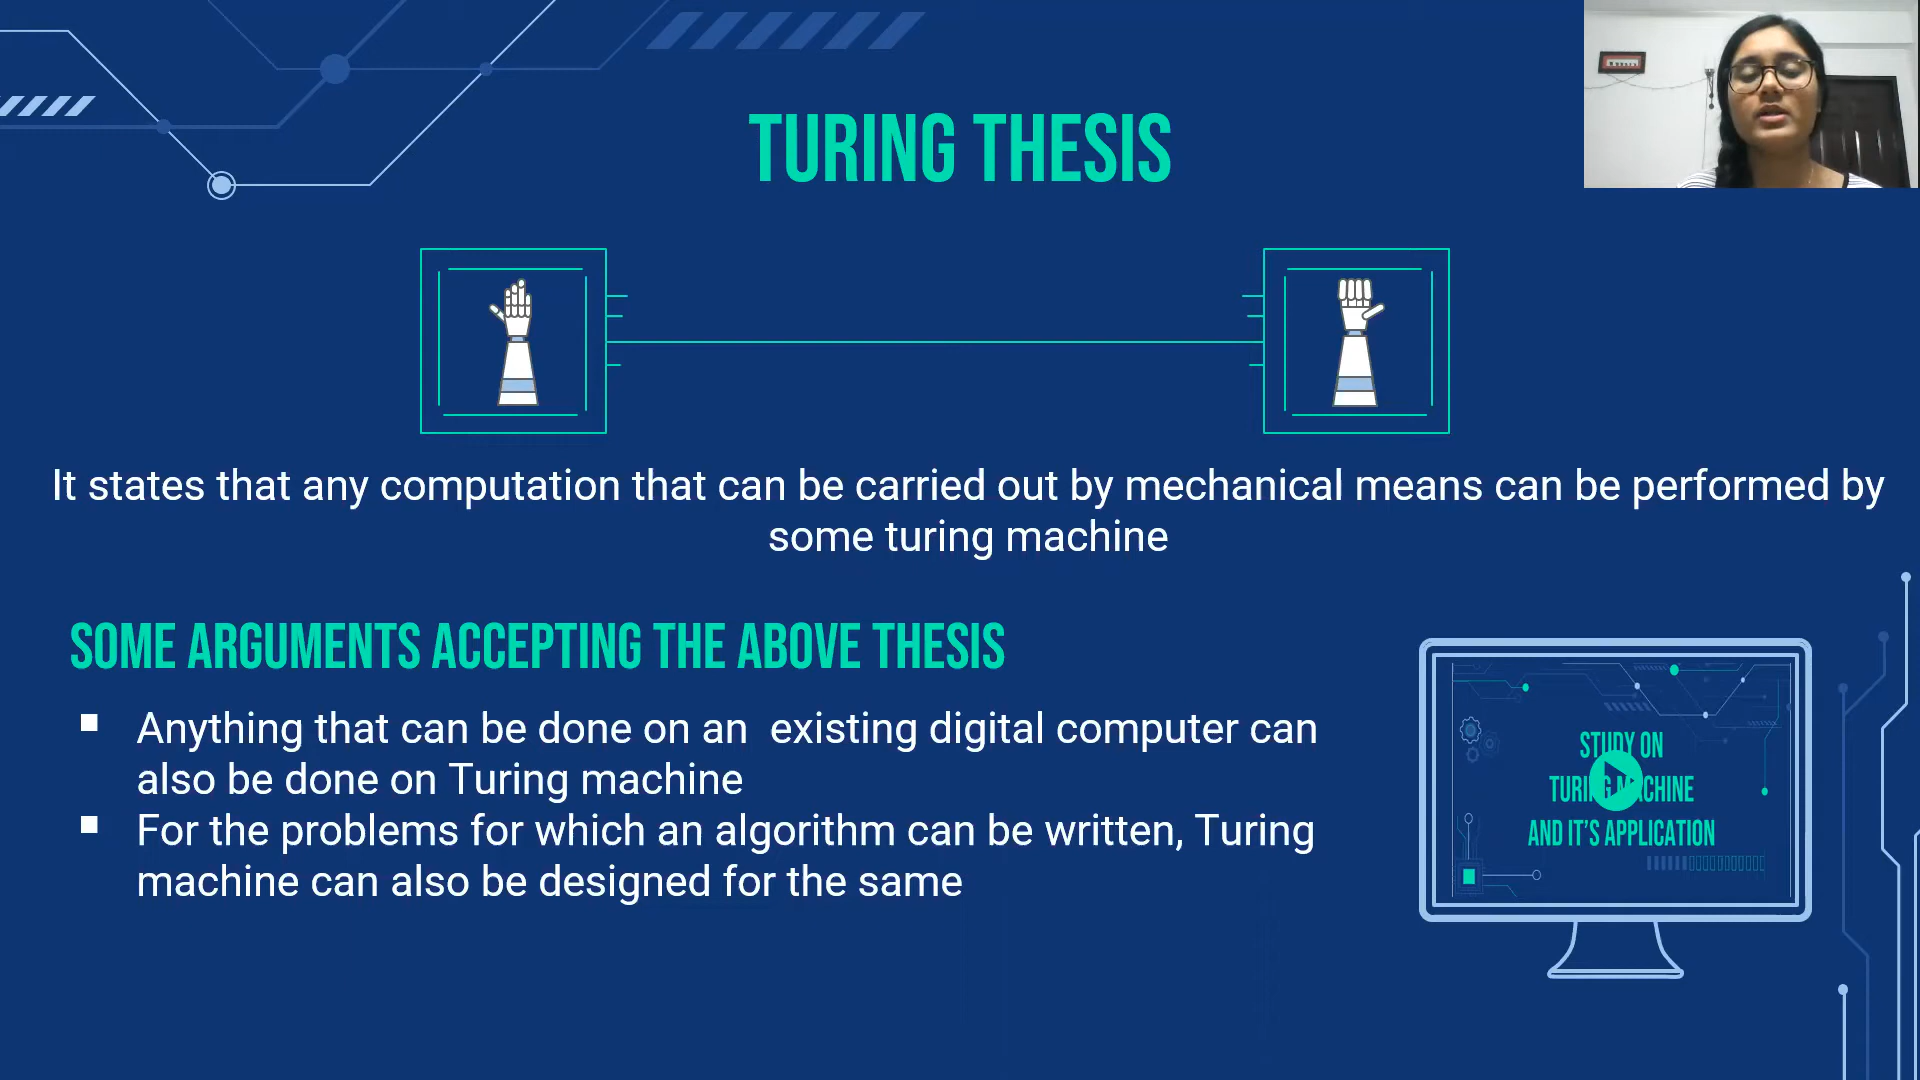 TURING THESIS
It states that any computation that can be carried out by mechanical means can be performed by
some turing machine
SOME ARGUMENTS ACCEPTING THE ABOVE THESIS
Anything that can be done on an  existing digital computer can
also be done on Turing machine
For the problems for which an algorithm can be written, Turing
machine can also be designed for the same
STUDY ON
TURING MACHINE
AND IT'S APPLICATION